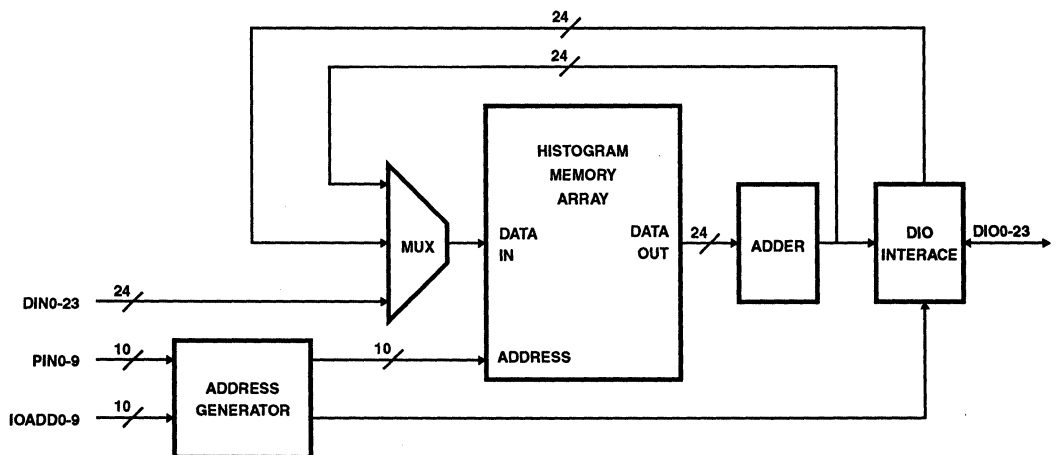 24
24
HISTOGRAM
MEMORY
ARRAY
MUX
DATA
IN
DATA
OUT
24
ADDER
DIO
INTERACE
DIO0-23
DIN0-23
24
PIN0-9
10
10
ADDRESS
ADDRESS
GENERATOR
IOADD0-9
10